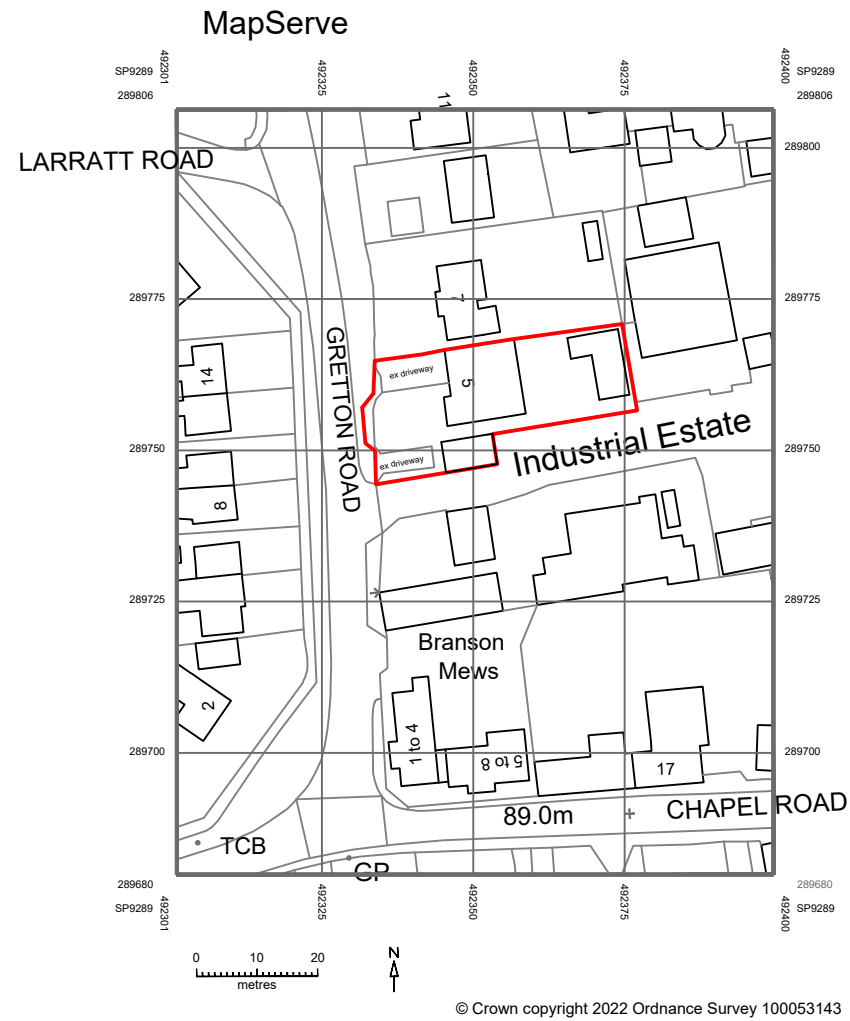 MapServe
492301
492325
492350
492375
492400
SP9289
SP9289
289806
289806
11
289800
LARRATT ROAD
289775
289775
7
GRETTON ROAD
14
ex driveway
5
289750
289750
ex driveway
Industrial Estate
8
289725
289725
Branson
Mews
2
1 to 4
5 to 8
17
289700
289700
89.0m
CHAPEL ROAD
TCB
GP
289680
289680
SP9289
SP9289
492301
492325
492350
492375
492400
0 10 20
metres
N
© Crown copyright 2022 Ordnance Survey 100053143